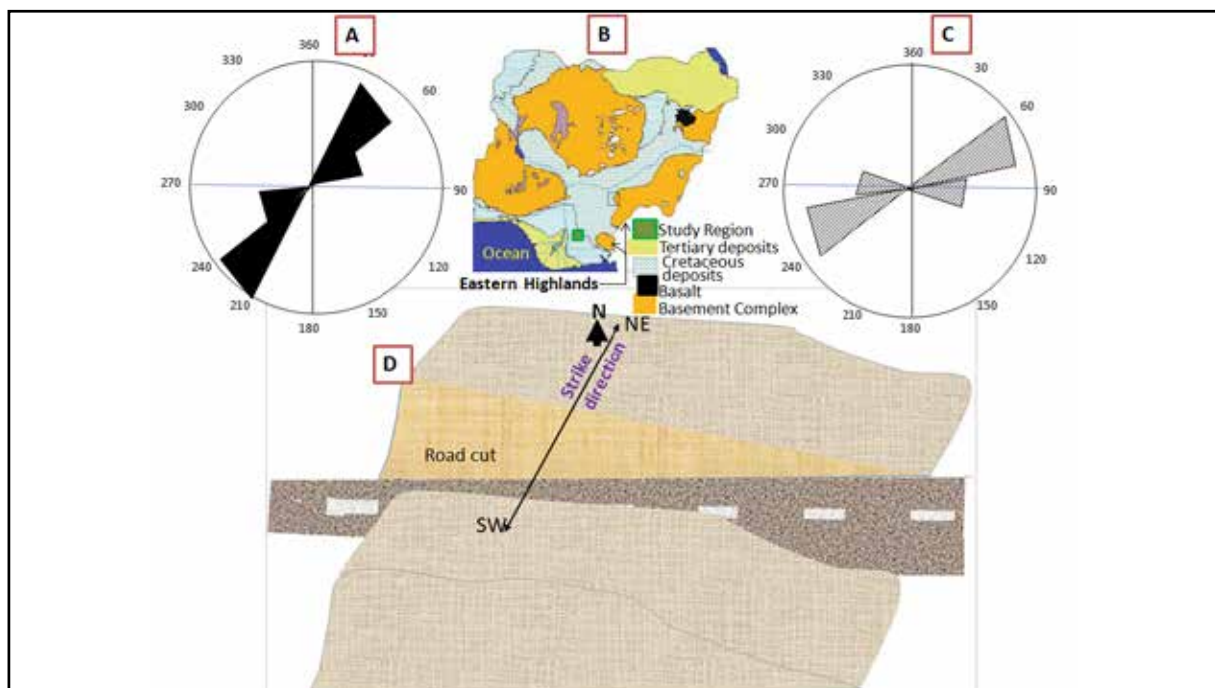 A
360
330
60
300
270
90
240
120
210
150
180
B
Ocean
Eastern Highlands
Study Region
Tertiary deposits
Cretaceous
deposits
Basalt
Basement Complex
C
360
330
30
60
300
270
90
240
120
210
150
180
D
N
NE
Strike
direction
Road cut
SW